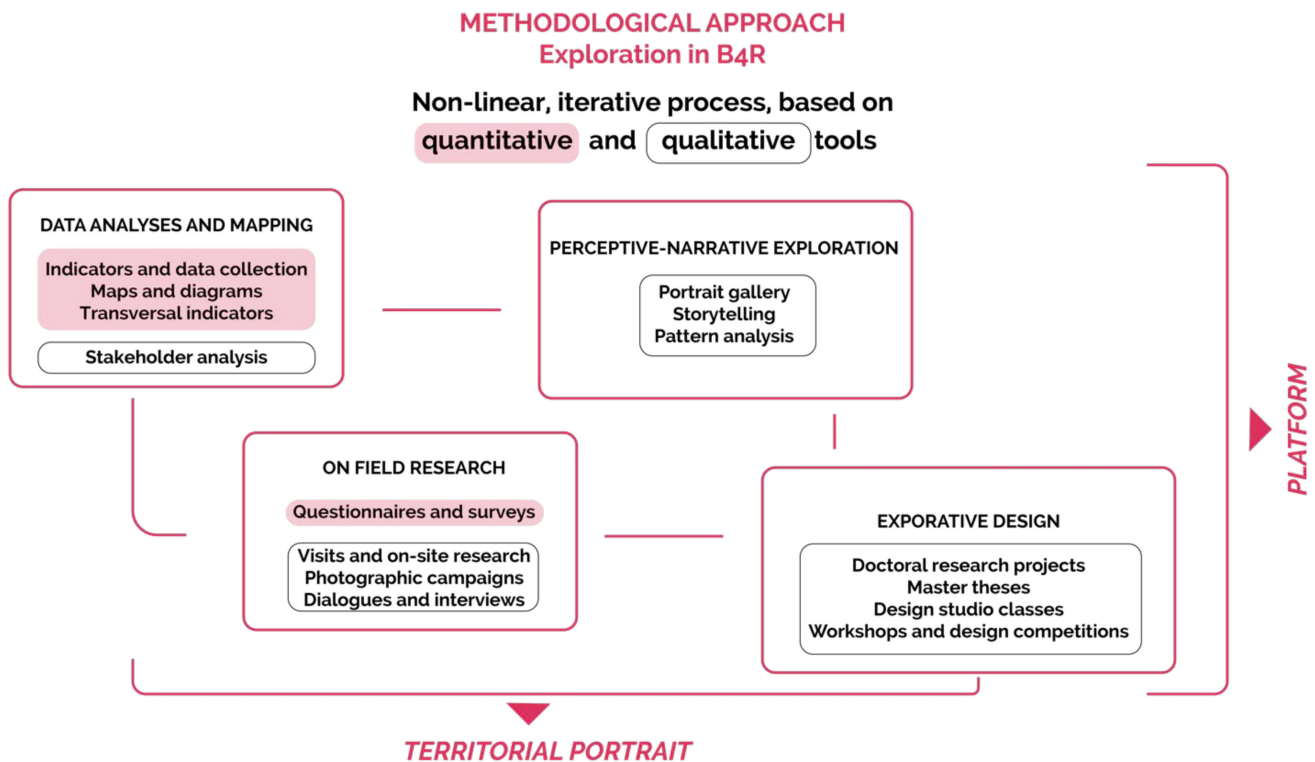 METHODOLOGICAL APPROACH
Exploration in B4R
Non-linear, iterative process, based on
quantitative and qualitative tools
DATA ANALYSES AND MAPPING
Indicators and data collection
Maps and diagrams
Transversal indicators
Stakeholder analysis
PERCEPTIVE-NARRATIVE EXPLORATION
Portrait gallery
Storytelling
Pattern analysis
ON FIELD RESEARCH
Questionnaires and surveys
Visits and on-site research
Photographic campaigns
Dialogues and interviews
EXPORATIVE DESIGN
Doctoral research projects
Master theses
Design studio classes
Workshops and design competitions
PLATFORM
TERRITORIAL PORTRAIT